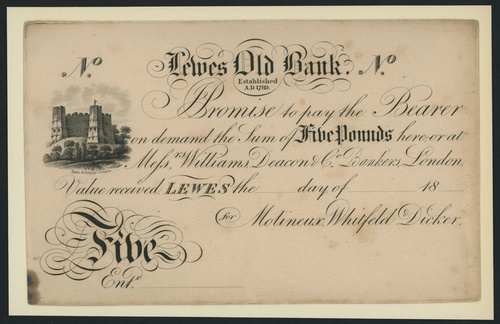 No Lewes Old Bank. No
Established
A.D.
I Promise to pay the Bearer
on demand the Sum of Five Pounds here or at
Messrs Williams, Deacon & Co. Bankers, London.
Value received, LEWES the day of 18
For Molineux, Whitfeld & Dicker.
Five
Entd